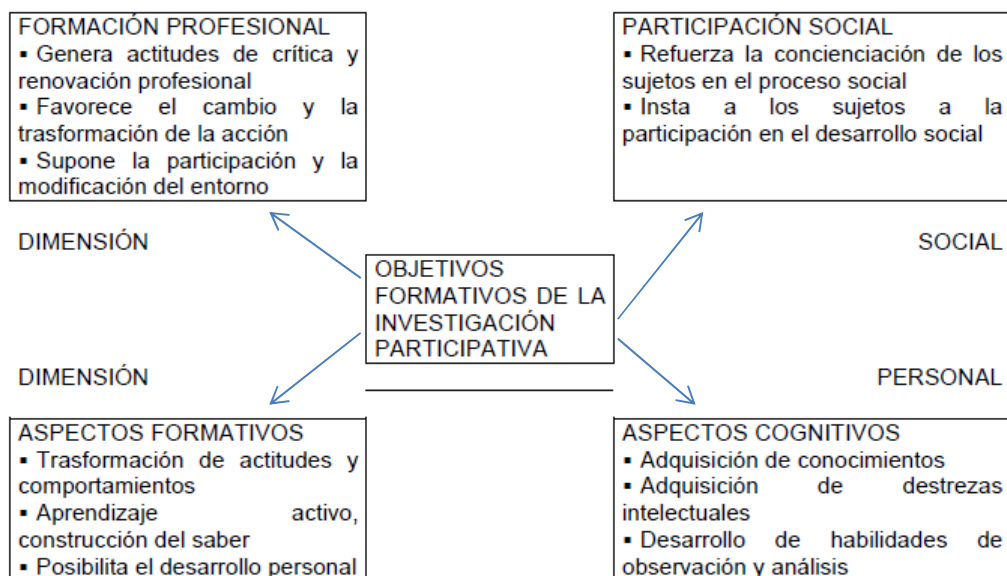 FORMACIÓN PROFESIONAL
▪ Genera actitudes de crítica y
renovación profesional
▪ Favorece el cambio y la
trasformación de la acción
▪ Supone la participación y la
modificación del entorno
PARTICIPACIÓN SOCIAL
▪ Refuerza la concienciación de los
sujetos en el proceso social
▪ Insta a los sujetos a la
participación en el desarrollo social
DIMENSIÓN SOCIAL
OBJETIVOS
FORMATIVOS DE LA
INVESTIGACIÓN
PARTICIPATIVA
DIMENSIÓN PERSONAL
ASPECTOS FORMATIVOS
▪ Trasformación de actitudes y
comportamientos
▪ Aprendizaje activo,
construcción del saber
▪ Posibilita el desarrollo personal
ASPECTOS COGNITIVOS
▪ Adquisición de conocimientos
▪ Adquisición de destrezas
intelectuales
▪ Desarrollo de habilidades de
observación y análisis